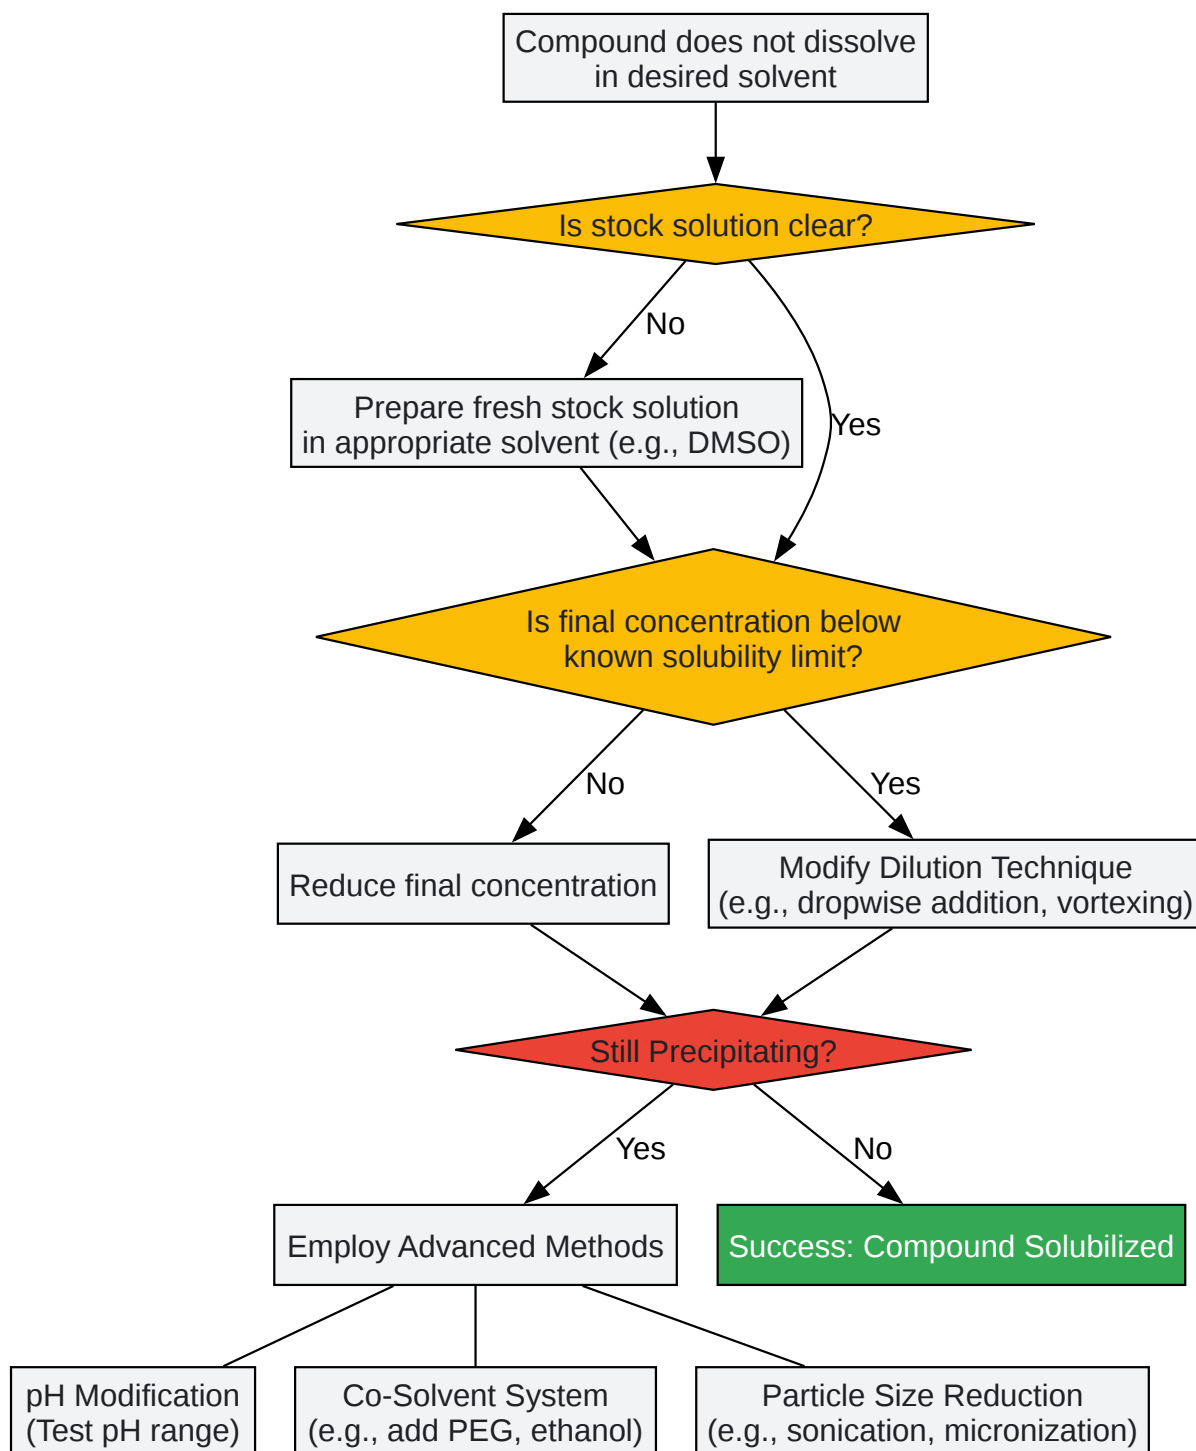 Compound does not dissolve
in desired solvent
Is stock solution clear?
No
Prepare fresh stock solution
in appropriate solvent (e.g., DMSO)
Yes
Is final concentration below
known solubility limit?
No
Yes
Reduce final concentration
Modify Dilution Technique
(e.g., dropwise addition, vortexing)
Still Precipitating?
Yes
No
Employ Advanced Methods
Success: Compound Solubilized
pH Modification
(Test pH range)
Co-Solvent System
(e.g., add PEG, ethanol)
Particle Size Reduction
(e.g., sonication, micronization)